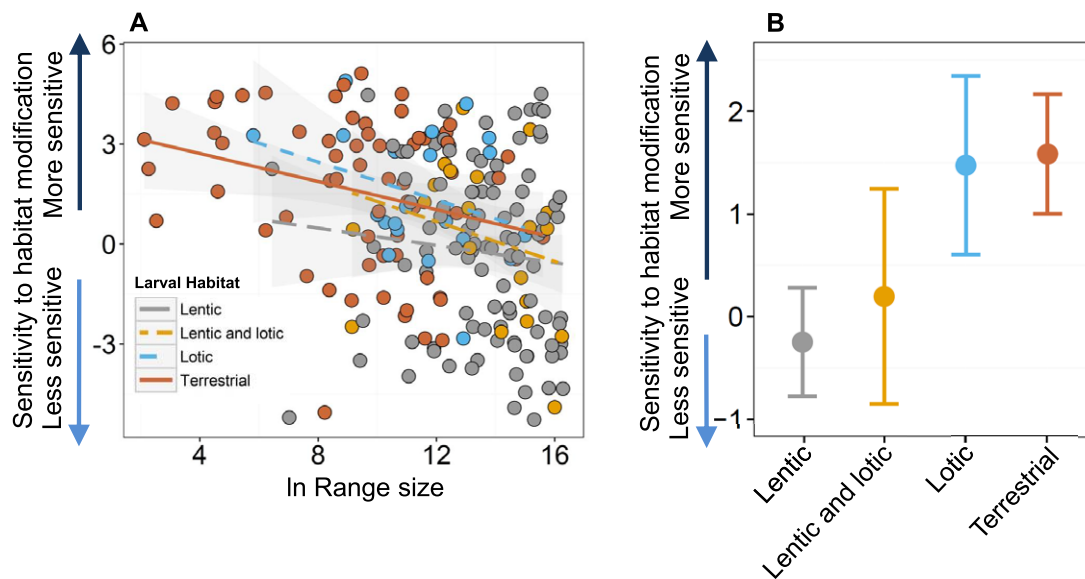 A
Sensitivity to habitat modification
Less sensitive
More sensitive
6
3
0
-3
Larval Habitat
Lentic
Lentic and lotic
Lotic
Terrestrial
4
8
12
16
ln Range size
B
Sensitivity to habitat modification
Less sensitive
More sensitive
2
1
0
-1
Lentic
Lentic and lotic
Lotic
Terrestrial